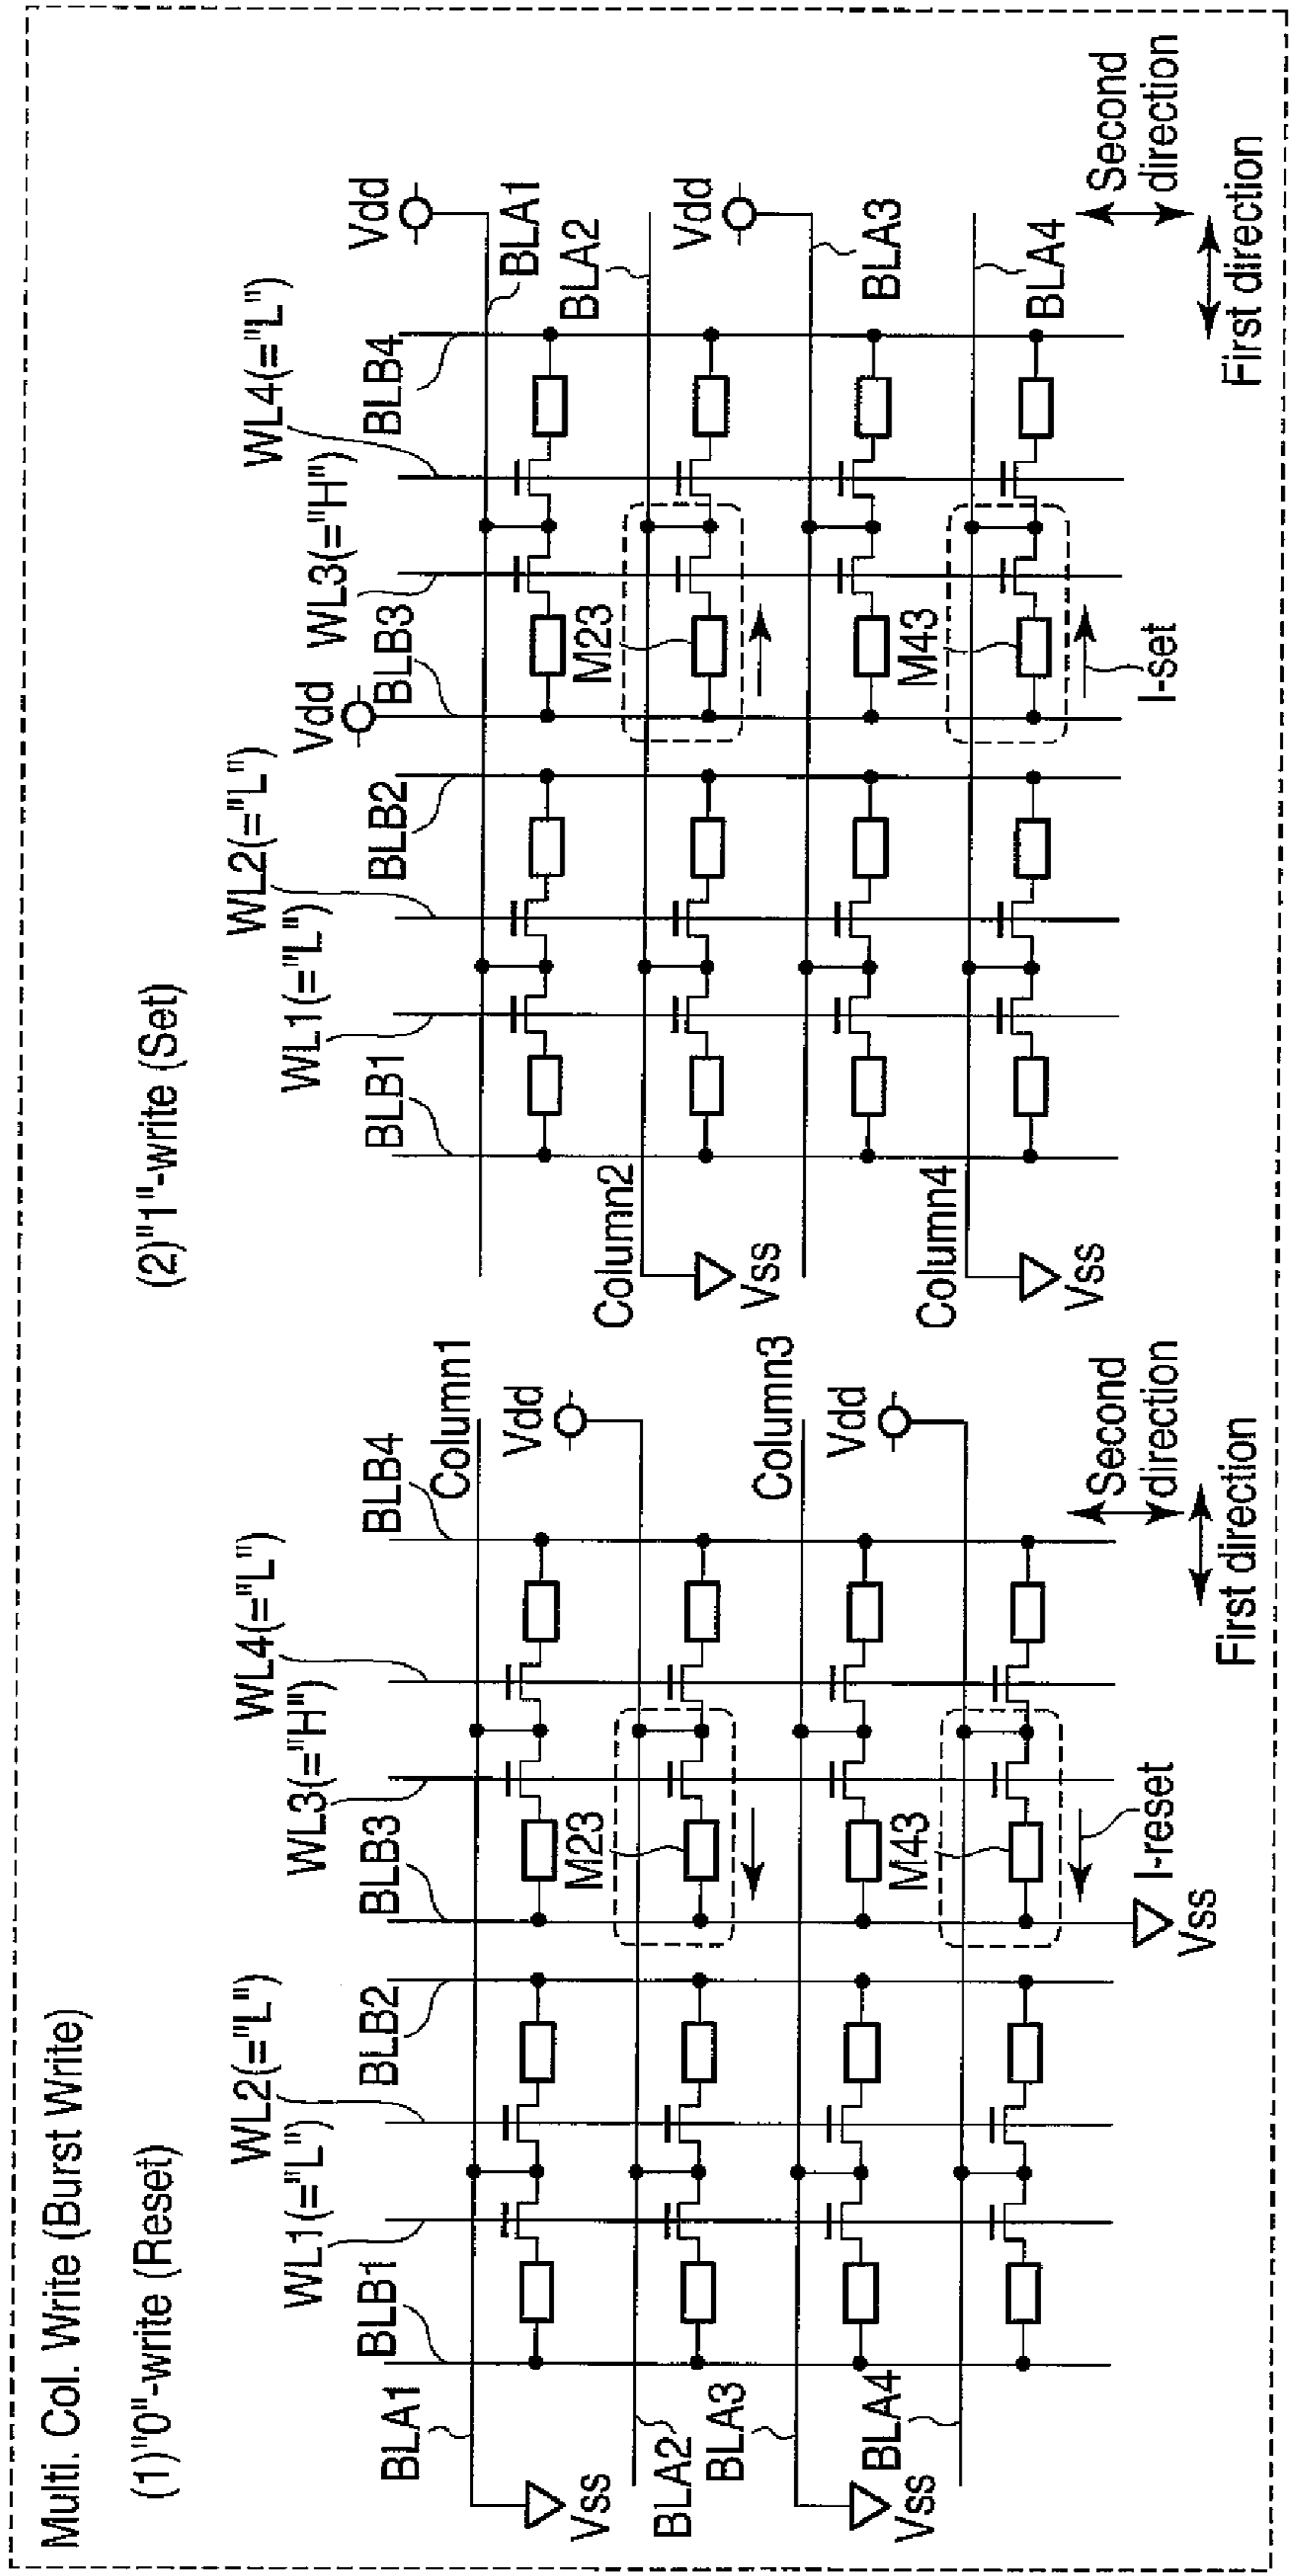 Multi. Col. Write (Burst Write)
(1)"0"-write (Reset)
WL1(="L")
WL2(="L")
WL3(="H")
WL4(="L")
BLB1
BLB2
BLB3
BLB4
BLA1
Column1
Vss
Vdd
M23
BLA2
BLA3
Column3
Vss
Vdd
M43
BLA4
I-reset
Vss
Second direction
First direction
(2)"1"-write (Set)
WL1(="L")
WL2(="L")
WL3(="H")
WL4(="L")
BLB1
BLB2
Vdd
BLB3
BLB4
Vdd
BLA1
Column2
M23
BLA2
Vss
Vdd
BLA3
Column4
M43
BLA4
Vss
I-set
Second direction
First direction